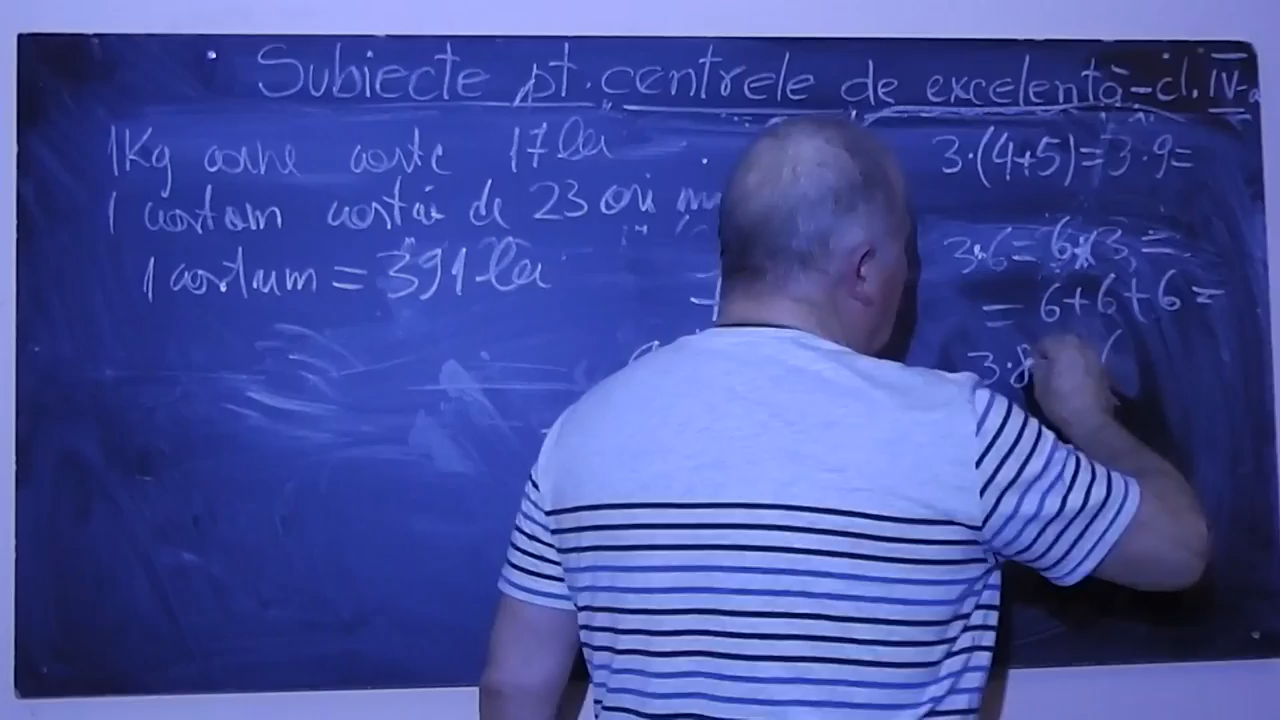 Subiecte pt. centrele de excelentă - cl. IV-a
1Kg carne coste 17 lei
1 costum costă de 23 ori
1 costum = 391 lei
3·(4+5)=3·9=
3·6=6×3=
=6+6+6=
3·8